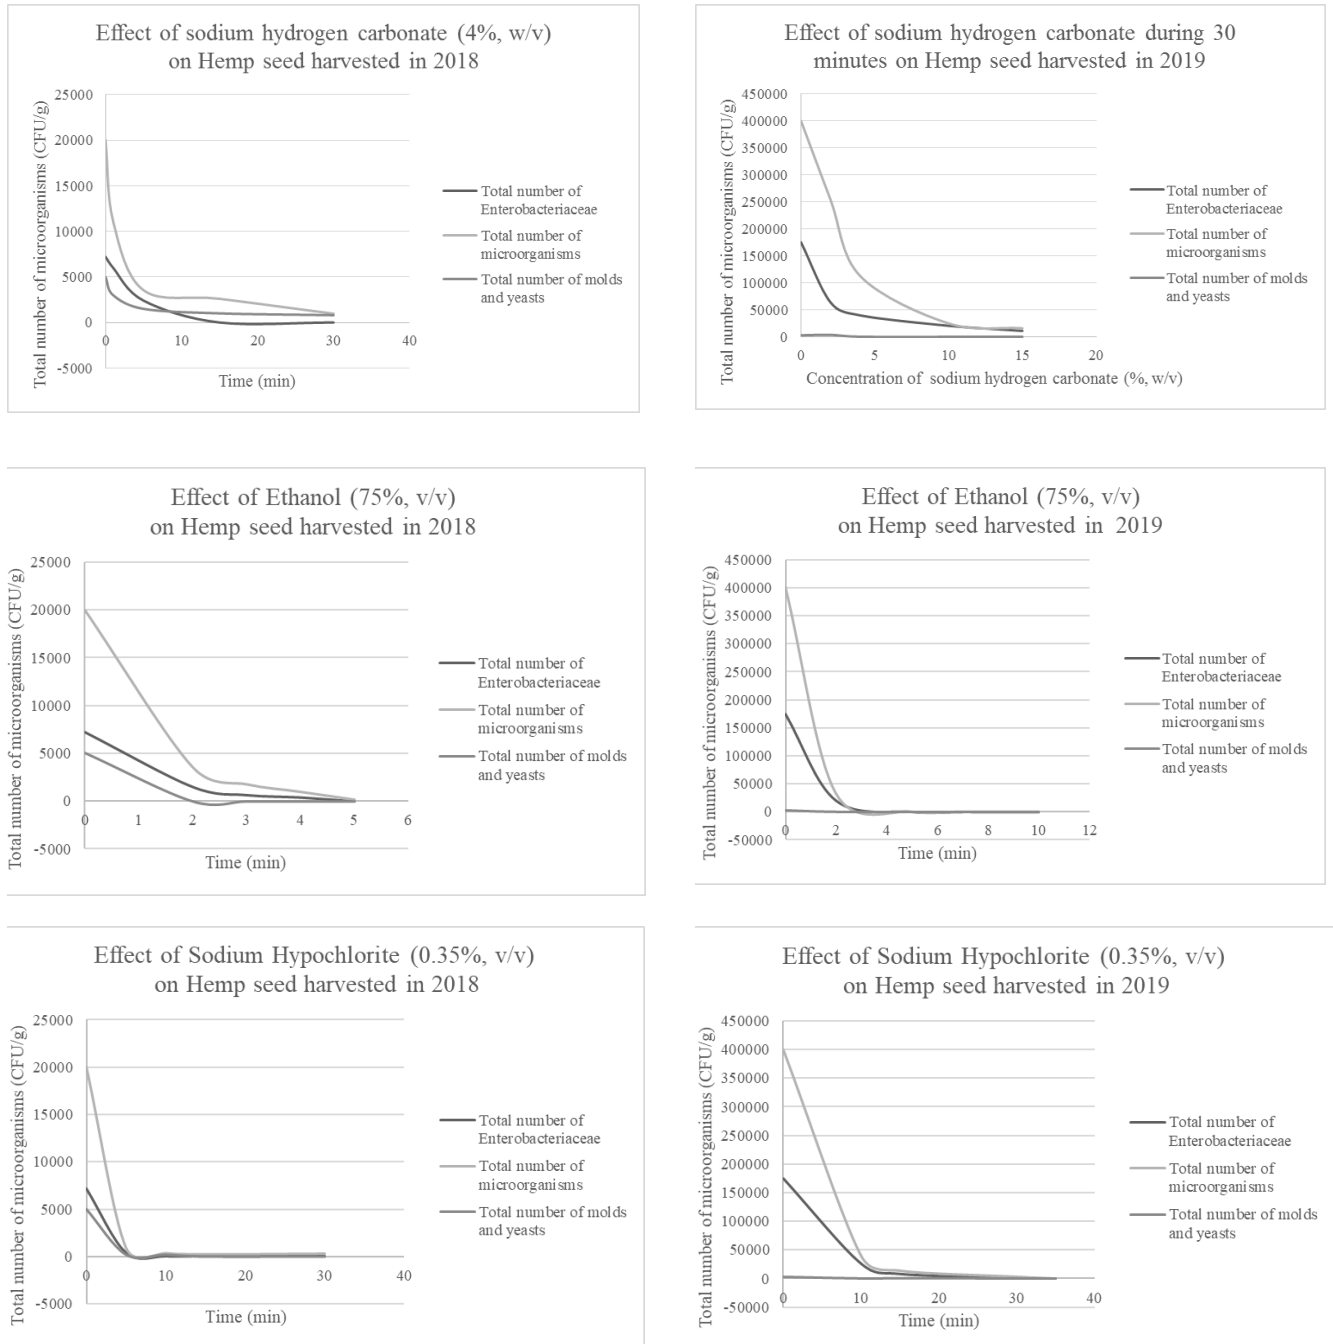 Effect of sodium hydrogen carbonate (4%, w/v)
on Hemp seed harvested in 2018
Total number of microorganisms (CFU/g)
25000
20000
15000
10000
5000
0
-5000
0
10
20
30
40
Time (min)
Total number of
Enterobacteriaceae
Total number of
microorganisms
Total number of molds
and yeasts
Effect of sodium hydrogen carbonate during 30
minutes on Hemp seed harvested in 2019
Total number of microorganisms (CFU/g)
450000
400000
350000
300000
250000
200000
150000
100000
50000
0
0
5
10
15
20
Concentration of sodium hydrogen carbonate (%, w/v)
Total number of
Enterobacteriaceae
Total number of
microorganisms
Total number of molds
and yeasts
Effect of Ethanol (75%, v/v)
on Hemp seed harvested in 2018
Total number of microorganisms (CFU/g)
25000
20000
15000
10000
5000
0
-5000
0
1
2
3
4
5
6
Time (min)
Total number of
Enterobacteriaceae
Total number of
microorganisms
Total number of molds
and yeasts
Effect of Ethanol (75%, v/v)
on Hemp seed harvested in 2019
Total number of microorganisms (CFU/g)
450000
400000
350000
300000
250000
200000
150000
100000
50000
0
-50000
0
2
4
6
8
10
12
Time (min)
Total number of
Enterobacteriaceae
Total number of
microorganisms
Total number of molds
and yeasts
Effect of Sodium Hypochlorite (0.35%, v/v)
on Hemp seed harvested in 2018
Total number of microorganisms (CFU/g)
25000
20000
15000
10000
5000
0
-5000
0
10
20
30
40
Time (min)
Total number of
Enterobacteriaceae
Total number of
microorganisms
Total number of molds
and yeasts
Effect of Sodium Hypochlorite (0.35%, v/v)
on Hemp seed harvested in 2019
Total number of microorganisms (CFU/g)
450000
400000
350000
300000
250000
200000
150000
100000
50000
0
-50000
0
10
20
30
40
Time (min)
Total number of
Enterobacteriaceae
Total number of
microorganisms
Total number of molds
and yeasts